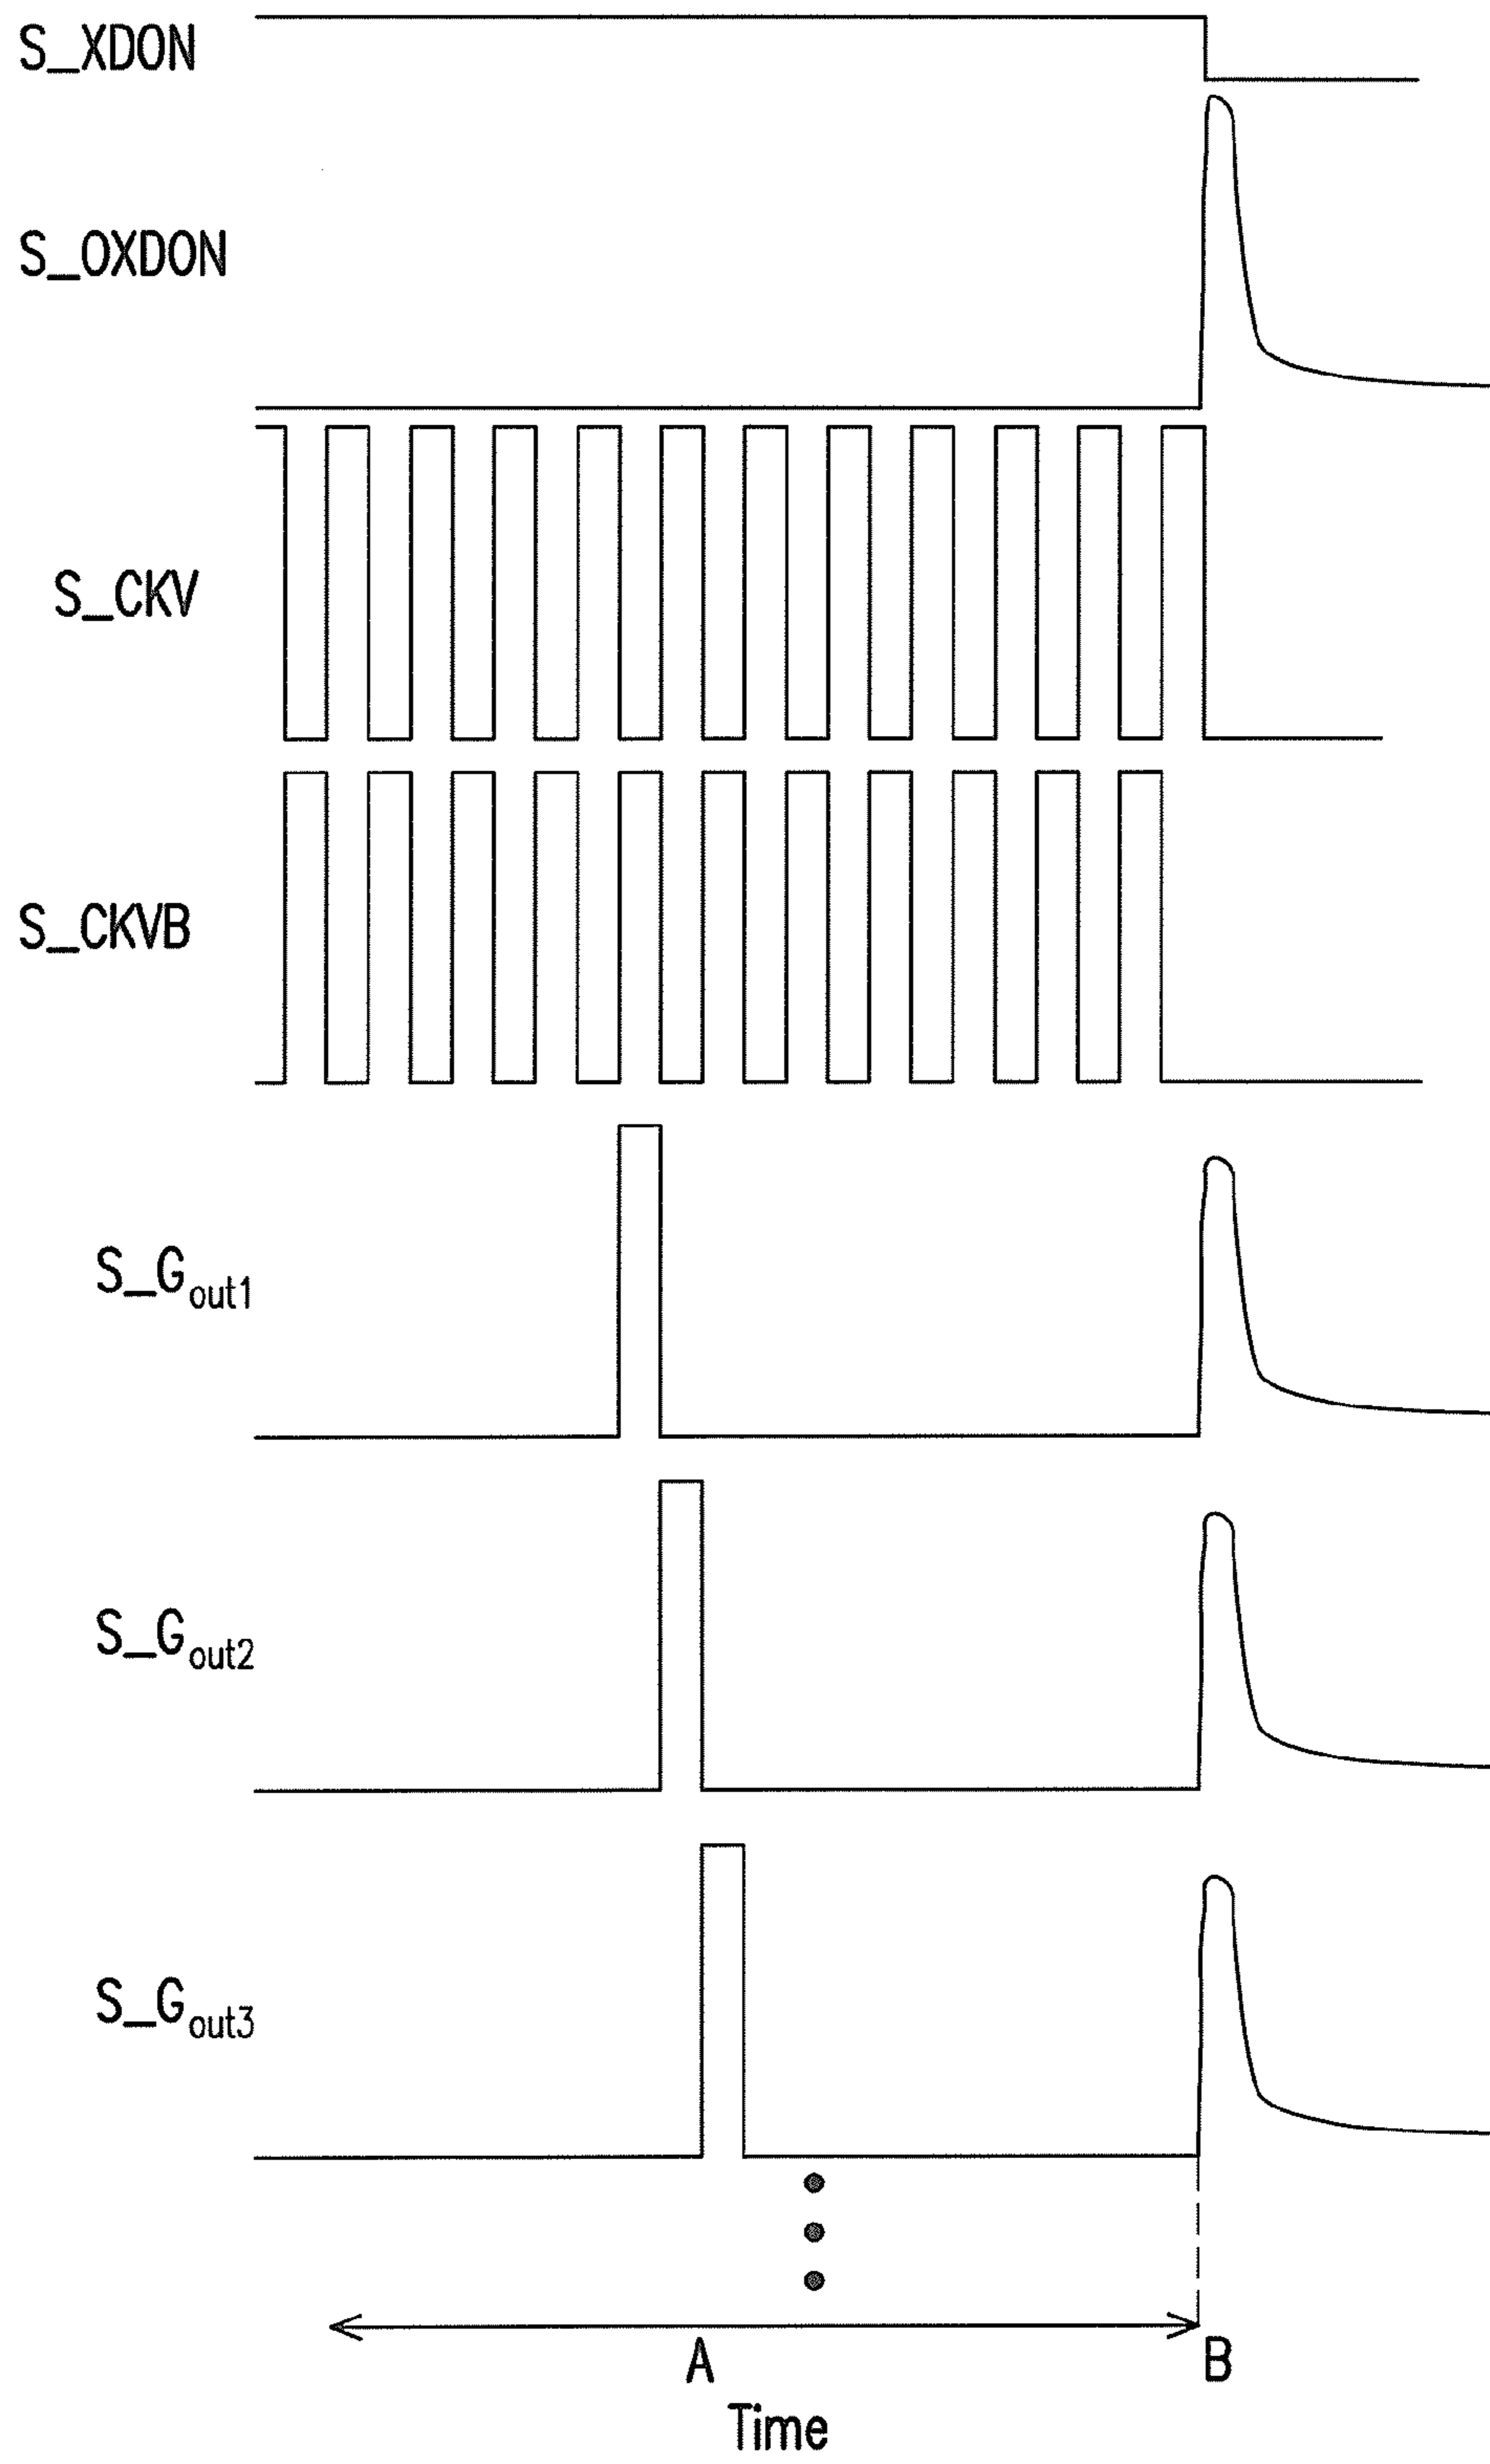 S_XDON
S_OXDON
S_CKV
S_CKVB
S_Gout1
S_Gout2
S_Gout3
A
B
Time